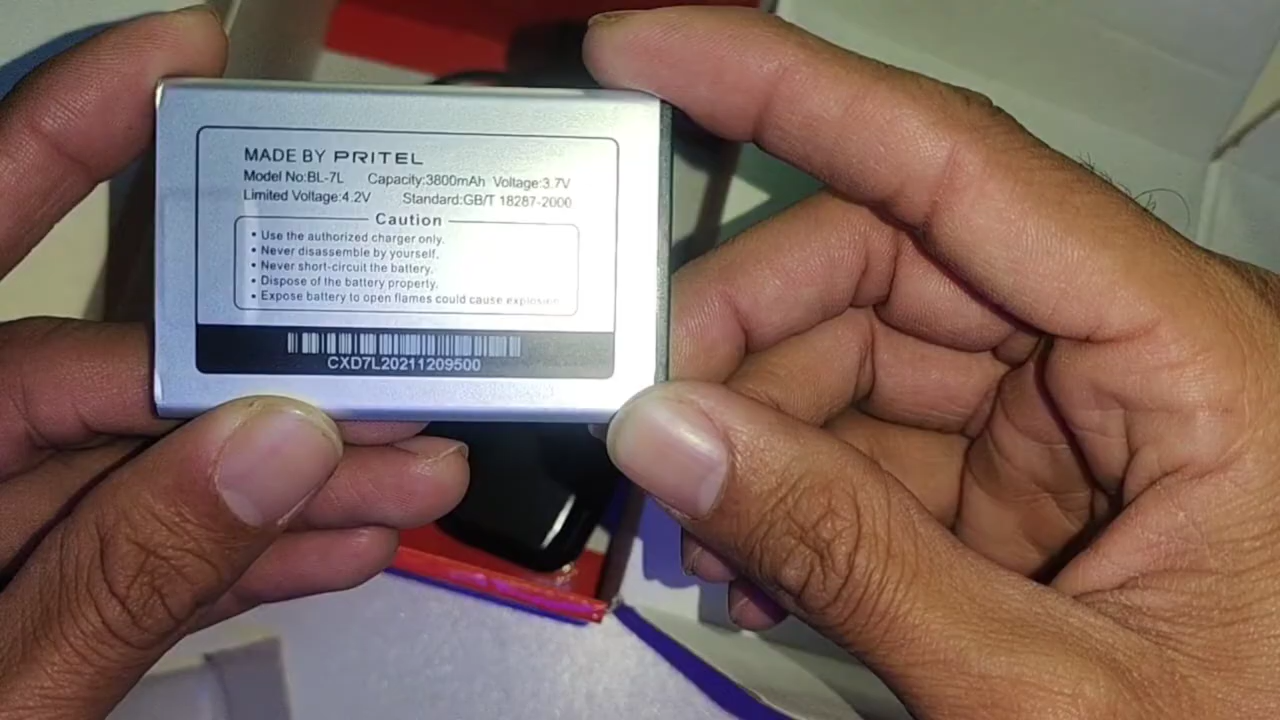 MADE BY PRITEL
Model No:BL-7L Capacity:3800mAh Voltage:3.7V
Limited Voltage:4.2V Standard:GB/T 18287-2000
Caution
• Use the authorized charger only.
• Never disassemble by yourself.
• Never short-circuit the battery.
• Dispose of the battery property.
• Expose battery to open flames could cause explosion
CXD7L20211209500